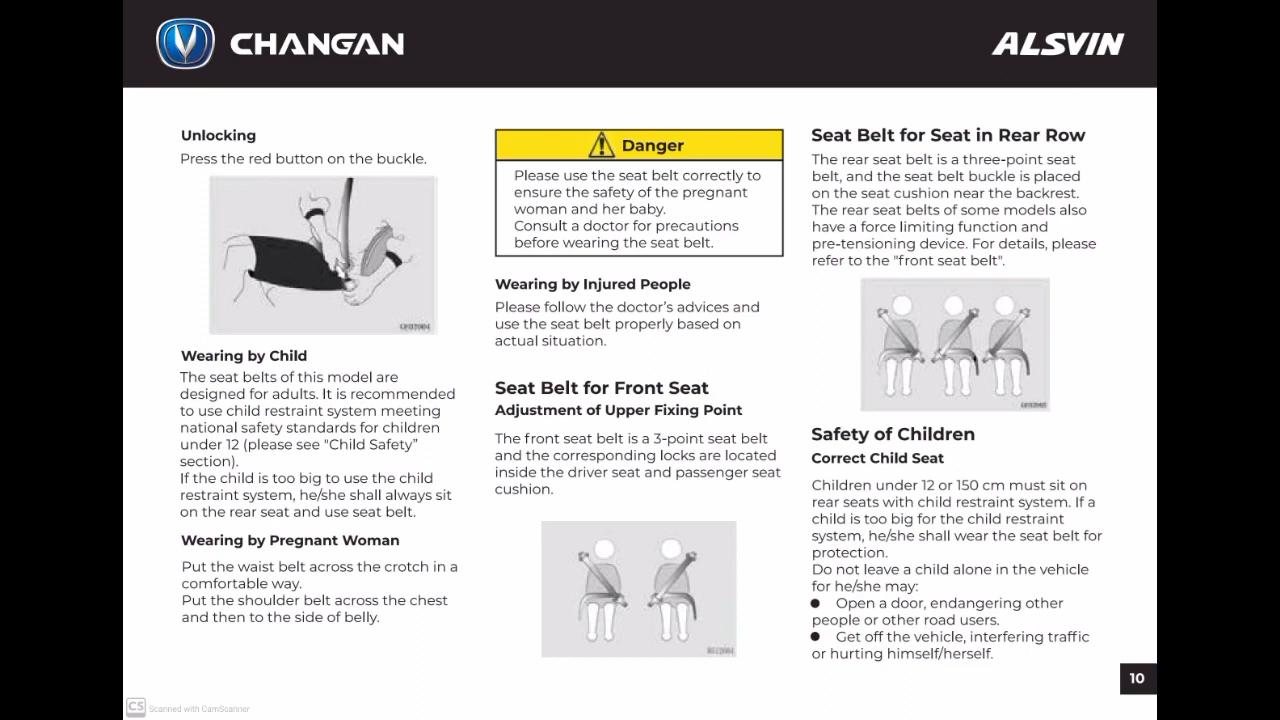 CHANGAN
ALSVIN
Unlocking
Press the red button on the buckle.
Wearing by Child
The seat belts of this model are
designed for adults. It is recommended
to use child restraint system meeting
national safety standards for children
under 12 (please see "Child Safety”
section).
If the child is too big to use the child
restraint system, he/she shall always sit
on the rear seat and use seat belt.
Wearing by Pregnant Woman
Put the waist belt across the crotch in a
comfortable way.
Put the shoulder belt across the chest
and then to the side of belly.
Danger
Please use the seat belt correctly to
ensure the safety of the pregnant
woman and her baby.
Consult a doctor for precautions
before wearing the seat belt.
Wearing by Injured People
Please follow the doctor’s advices and
use the seat belt properly based on
actual situation.
Seat Belt for Front Seat
Adjustment of Upper Fixing Point
The front seat belt is a 3-point seat belt
and the corresponding locks are located
inside the driver seat and passenger seat
cushion.
Seat Belt for Seat in Rear Row
The rear seat belt is a three-point seat
belt, and the seat belt buckle is placed
on the seat cushion near the backrest.
The rear seat belts of some models also
have a force limiting function and
pre-tensioning device. For details, please
refer to the "front seat belt".
Safety of Children
Correct Child Seat
Children under 12 or 150 cm must sit on
rear seats with child restraint system. If a
child is too big for the child restraint
system, he/she shall wear the seat belt for
protection.
Do not leave a child alone in the vehicle
for he/she may:
● Open a door, endangering other
people or other road users.
● Get off the vehicle, interfering traffic
or hurting himself/herself.
10
CS Scanned with CamScanner